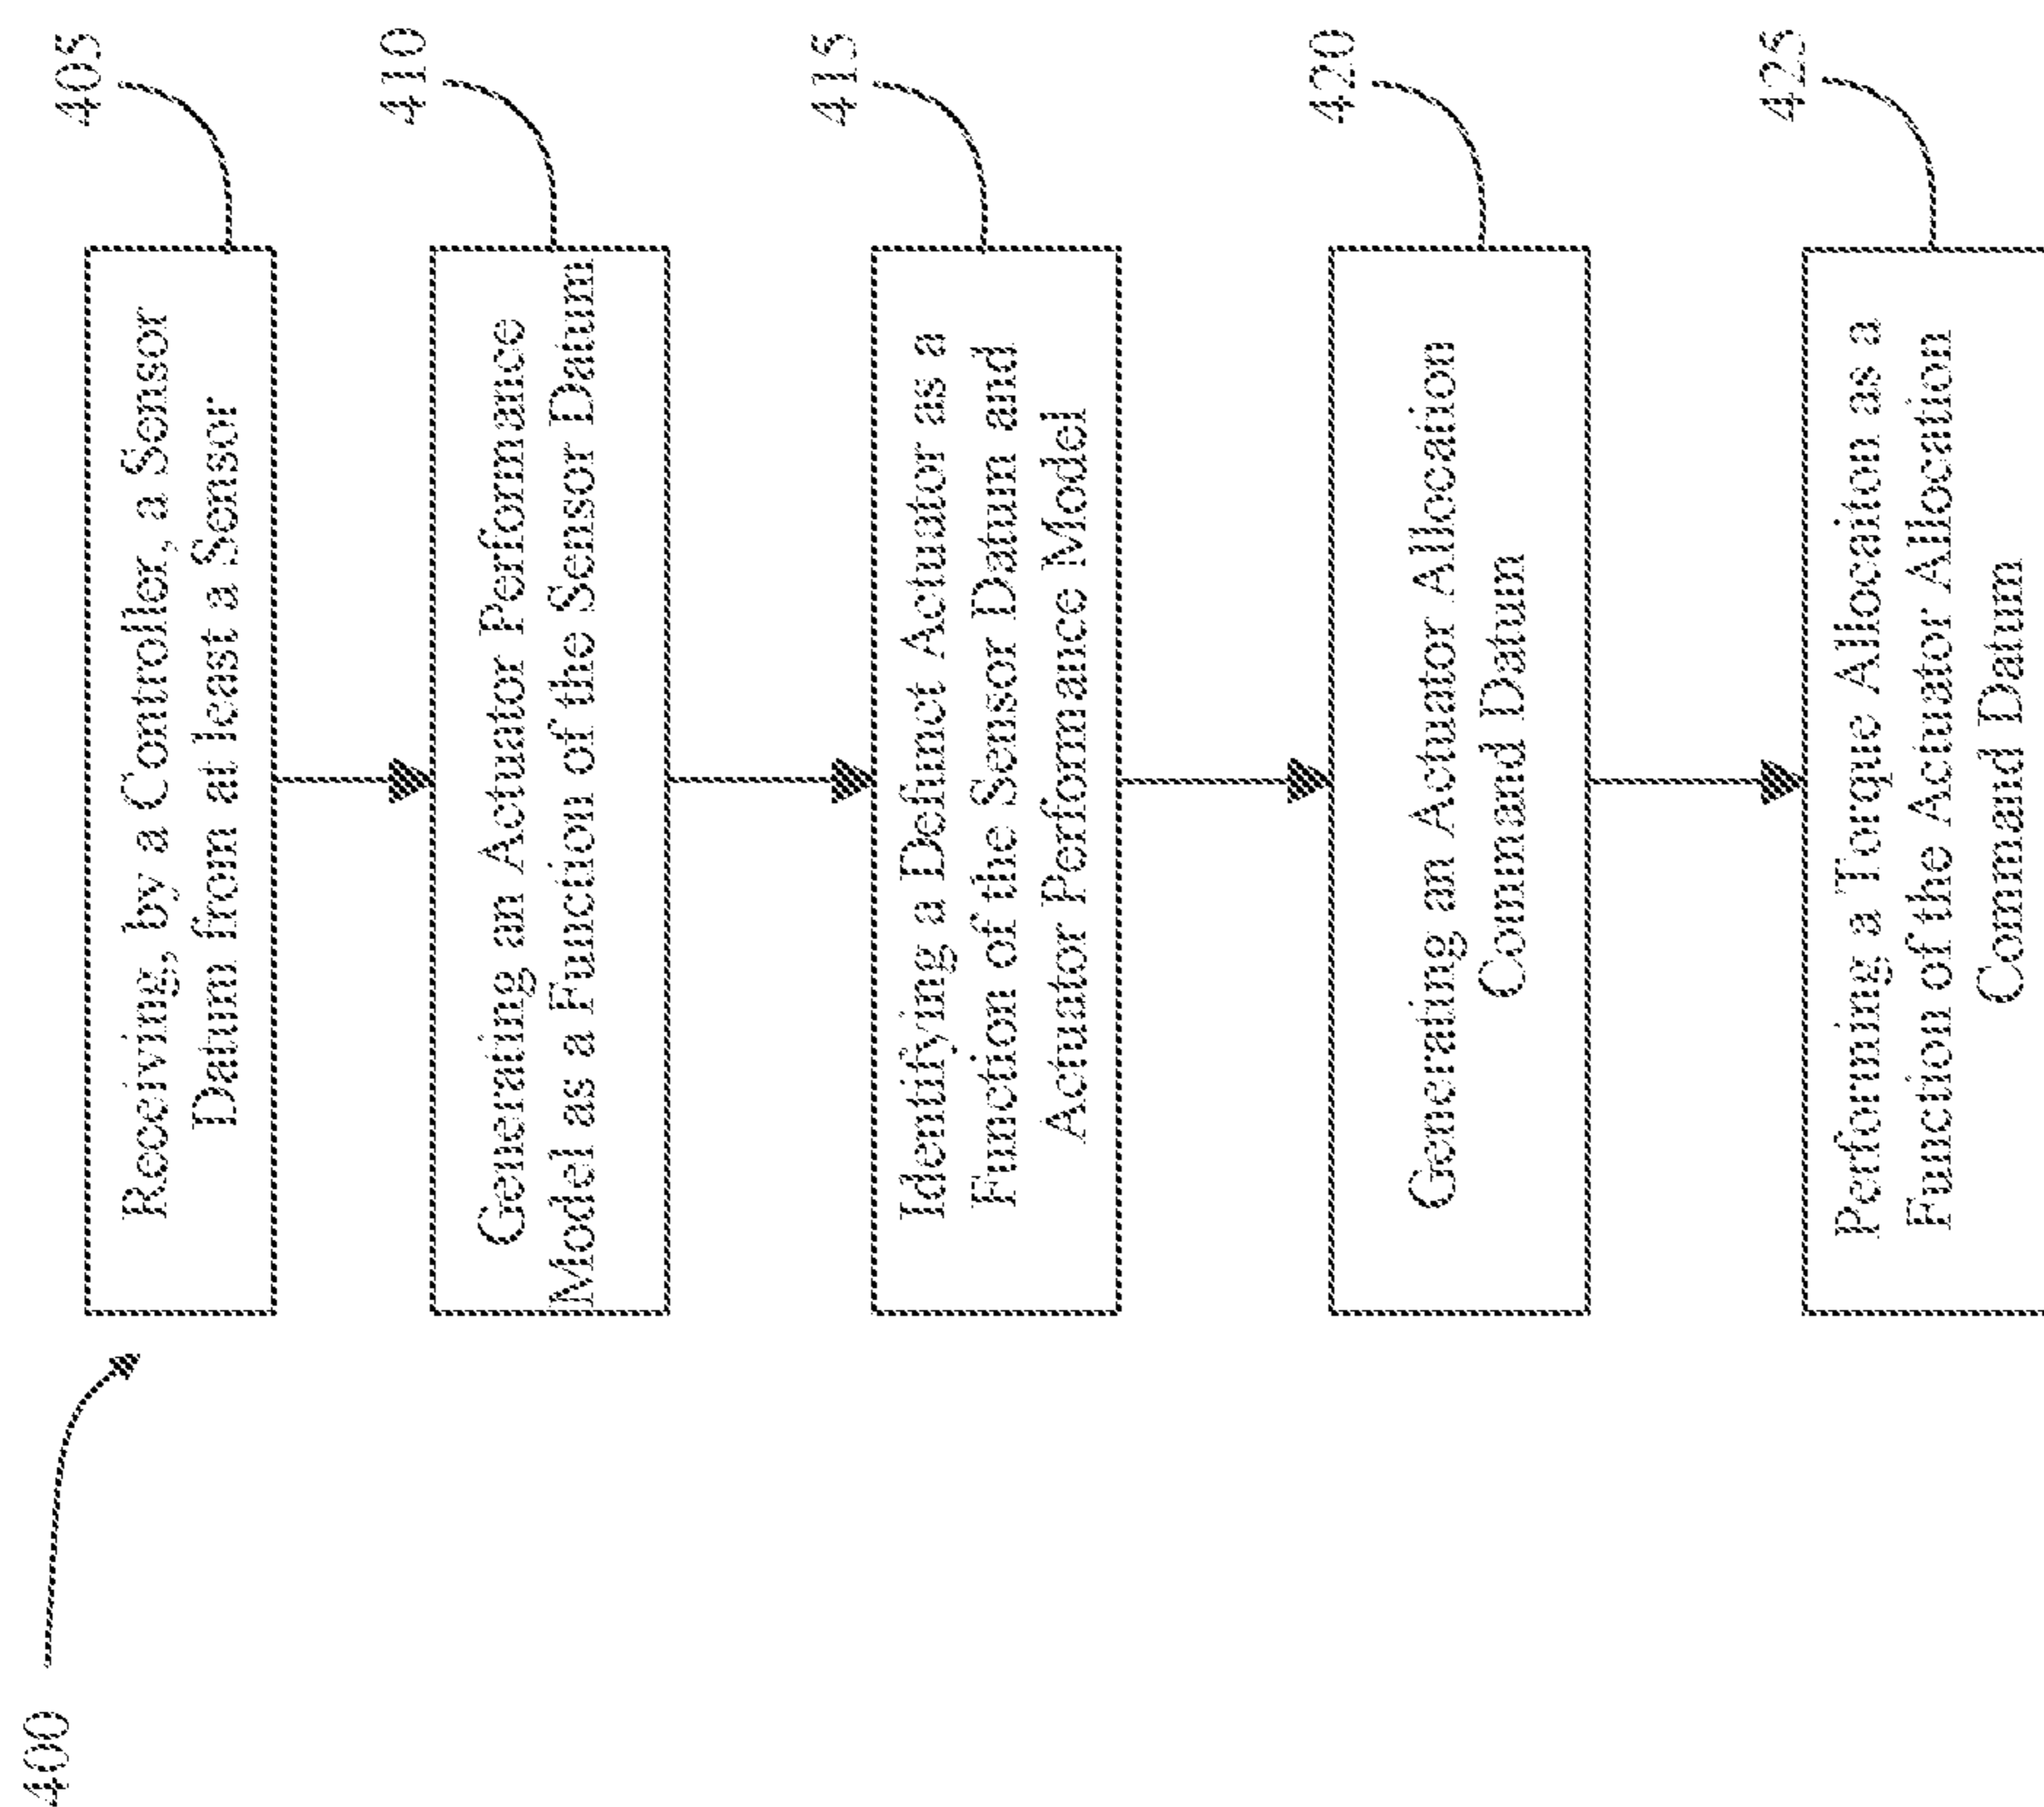 400
405
Receiving, by a Controller, a Sensor
Datum from at least a Sensor
410
Generating an Actuator Performance
Model as a Function of the Sensor Datum
415
Identifying a Defunct Actuator as a
Function of the Sensor Datum and
Actuator Performance Model
420
Generating an Actuator Allocation
Command Datum
425
Performing a Torque Allocaiton as a
Function of the Actuator Allocation
Command Datum